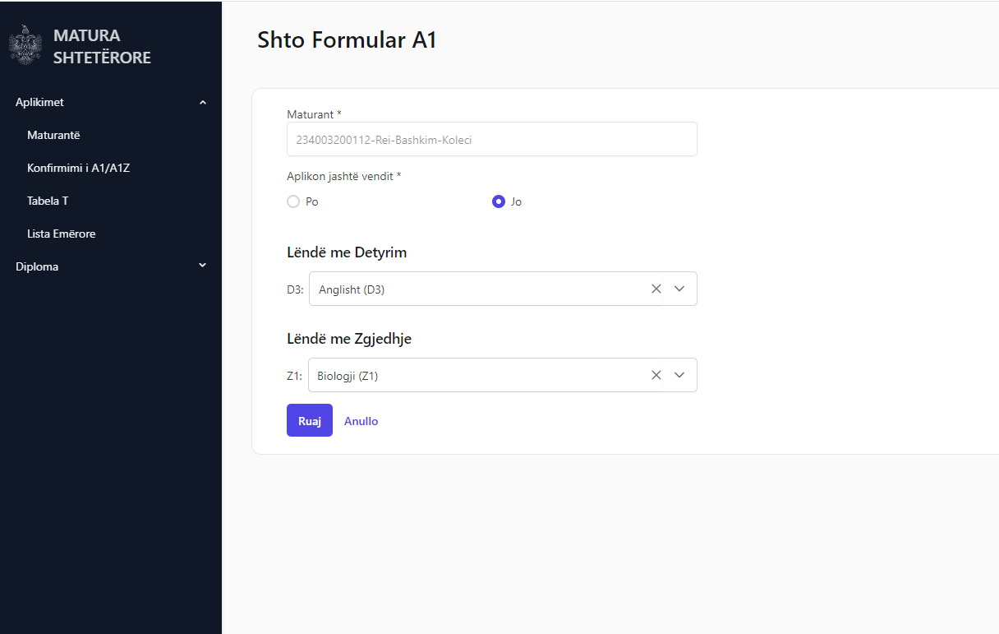 MATURA
SHTETËRORE
Aplikimet
Maturantë
Konfirmimi i A1/A1Z
Tabela T
Lista Emërore
Diploma
Shto Formular A1
Maturant *
234003200112-Rei-Bashkim-Koleci
Aplikon jashtë vendit *
Po Jo
Lëndë me Detyrim
D3: Anglisht (D3)
Lëndë me Zgjedhje
Z1: Biologji (Z1)
Ruaj Anullo